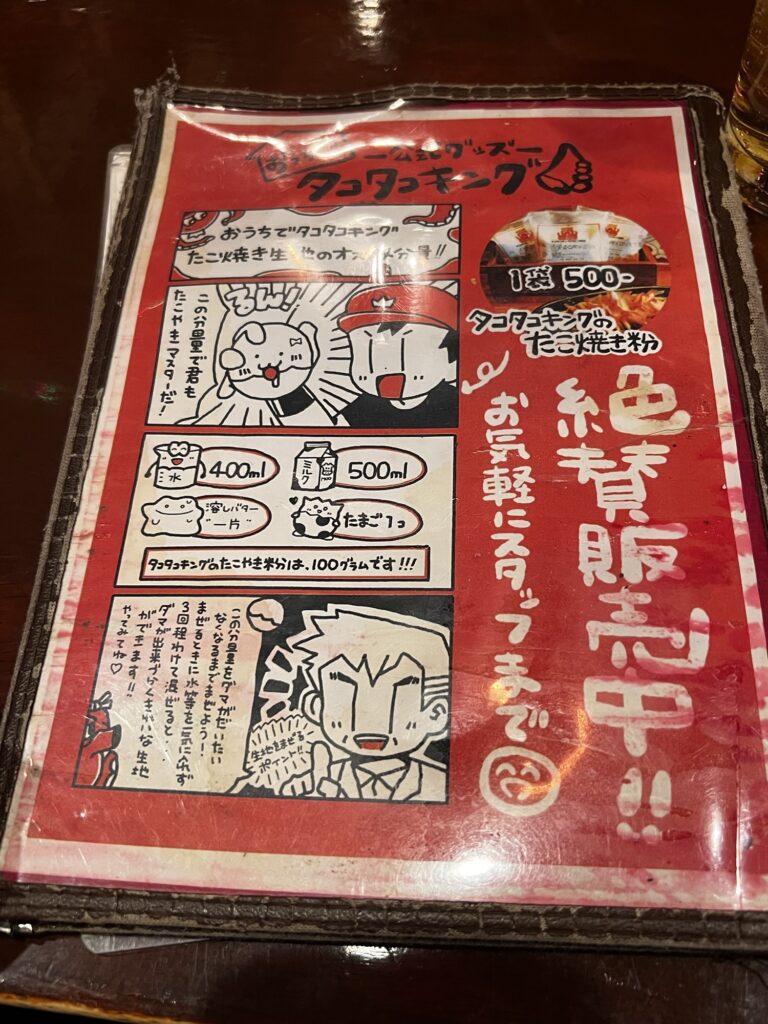 ー公式グッズー
タコタコキング
おうちでタコタコキング
たこ焼き生地のオススメ分量!!
この分量で君も
たこやきマスターだ!
るん!
水
400ml
ミルク
500ml
溶しバター
一片
たまご1コ
タコタコキングのたこやき粉は、100グラムです!!!
この分量をダマがだいたい
なくなるまでまぜよう!
まぜるときに水等を一気に入れず
3回程わけて混ぜると
ダマが出来づらくきれいな生地
ができます!!
やってみてね♡
生地をまぜる
ポイント!!
1袋 500-
タコタコキングの
たこ焼き粉
絶賛販売中!!
お気軽にスタッフまで